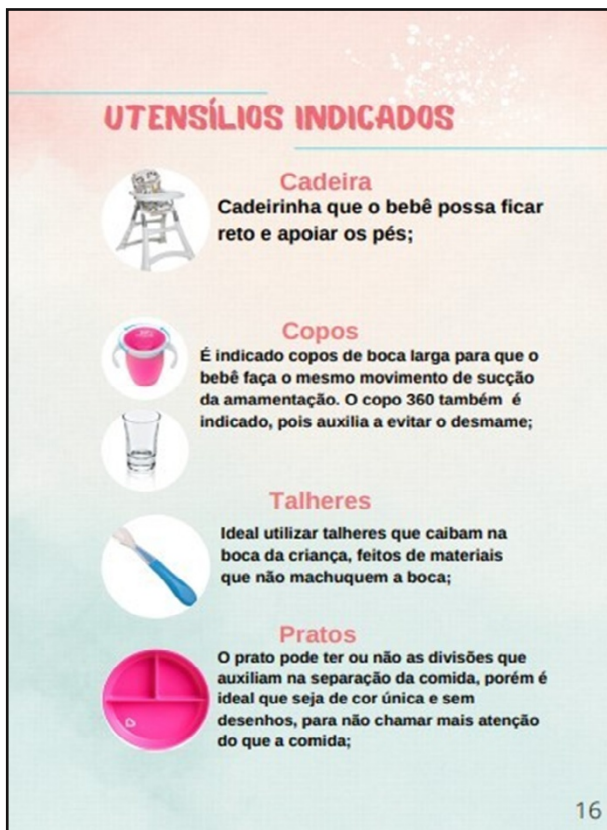 UTENSÍLIOS INDICADOS
Cadeira
Cadeirinha que o bebê possa ficar
reto e apoiar os pés;
Copos
É indicado copos de boca larga para que o
bebê faça o mesmo movimento de sucção
da amamentação. O copo 360 também é
indicado, pois auxilia a evitar o desmame;
Talheres
Ideal utilizar talheres que caibam na
boca da criança, feitos de materiais
que não machuquem a boca;
Pratos
O prato pode ter ou não as divisões que
auxiliam na separação da comida, porém é
ideal que seja de cor única e sem
desenhos, para não chamar mais atenção
do que a comida;
16